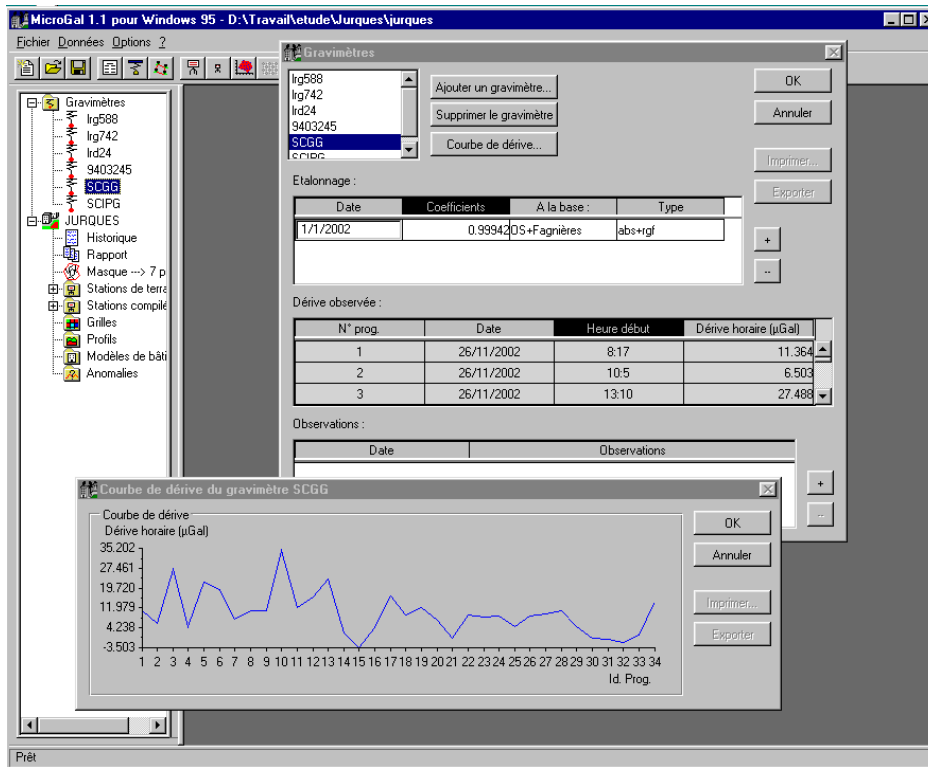 MicroGal 1.1 pour Windows 95 - D:\Travail\etude\Jurques\jurques
Fichier Données Options ?
Gravimètres
lrg588
lrg742
lrd24
9403245
SCGG
SCIPG
JURQUES
Historique
Rapport
Masque ---> 7 p
Stations de terra
Stations compilé
Grilles
Profils
Modèles de bâti
Anomalies
Gravimètres
lrg588
lrg742
lrd24
9403245
SCGG
SCIPG
Ajouter un gravimètre...
Supprimer le gravimètre
Courbe de dérive...
OK
Annuler
Imprimer...
Exporter
Etalonnage :
Date Coefficients A la base : Type
1/1/2002 0.99942 OS+Fagnières abs+rgf
+
--
Dérive observée :
N° prog. Date Heure début Dérive horaire (µGal)
1 26/11/2002 8:17 11.364
2 26/11/2002 10:5 6.503
3 26/11/2002 13:10 27.488
Observations :
Date Observations
+
--
Courbe de dérive du gravimètre SCGG
Courbe de dérive
Dérive horaire (µGal)
35.202
27.461
19.720
11.979
4.238
-3.503
1 2 3 4 5 6 7 8 9 10 11 12 13 14 15 16 17 18 19 20 21 22 23 24 25 26 27 28 29 30 31 32 33 34
Id. Prog.
OK
Annuler
Imprimer...
Exporter
Prêt